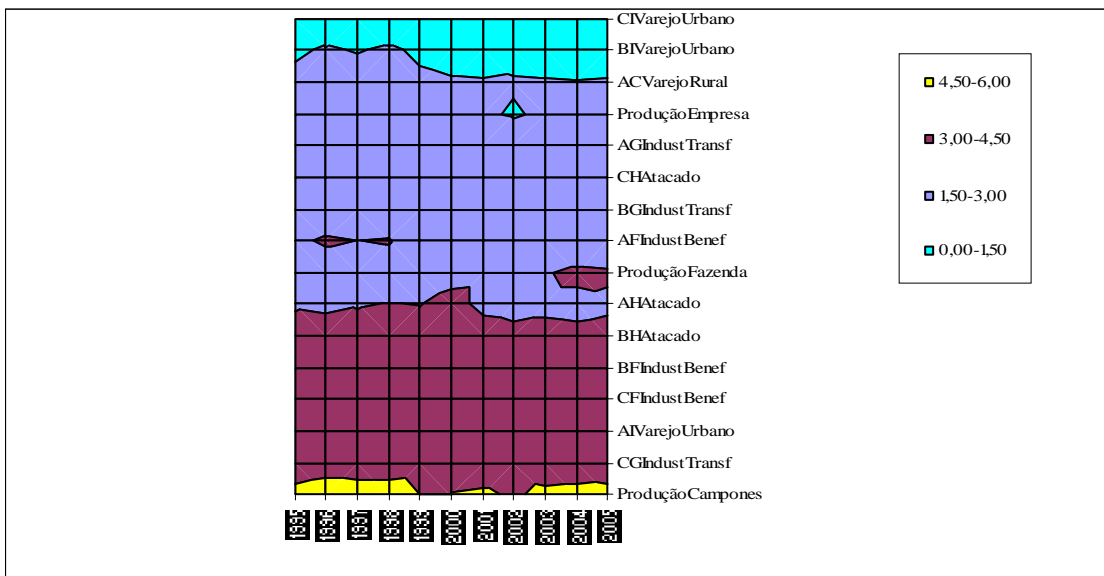 CIVarejoUrbano
BIVarejoUrbano
ACVarejoRural
ProduçãoEmpresa
AGIndustTransf
CHAtacado
BGIndustTransf
AFIndustBenef
ProduçãoFazenda
AHAtacado
BHAtacado
BFIndustBenef
CFIndustBenef
AIVarejoUrbano
CGIndustTransf
ProduçãoCampones
1995
1996
1997
1998
1999
2000
2001
2002
2003
2004
2005
4,50-6,00
3,00-4,50
1,50-3,00
0,00-1,50